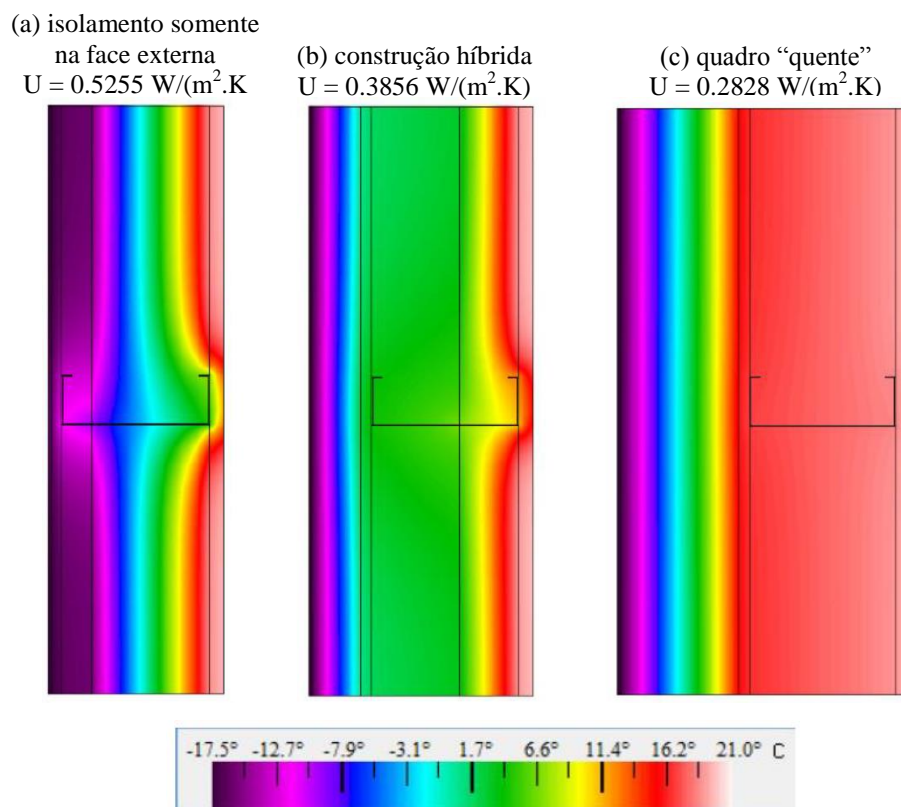 (a) isolamento somente
na face externa
U = 0.5255 W/(m².K
(b) construção híbrida
U = 0.3856 W/(m².K)
(c) quadro “quente”
U = 0.2828 W/(m².K)
-17.5° -12.7° -7.9° -3.1° 1.7° 6.6° 11.4° 16.2° 21.0° C